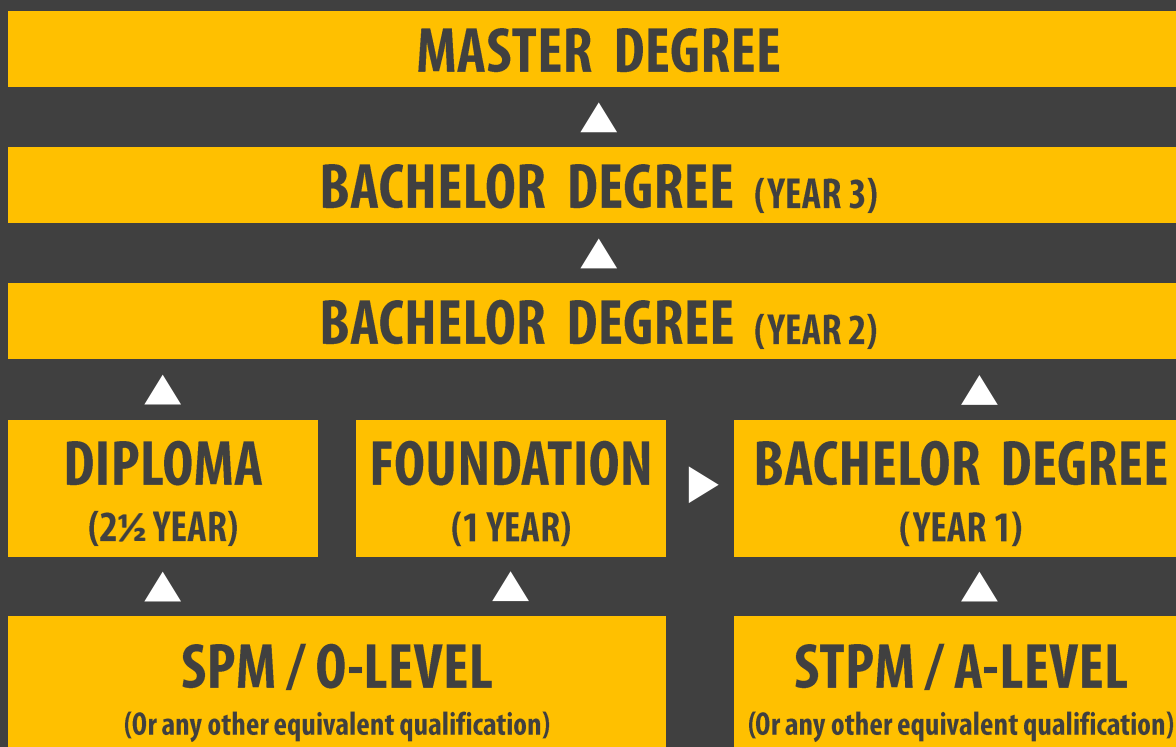 MASTER DEGREE
BACHELOR DEGREE (YEAR 3)
BACHELOR DEGREE (YEAR 2)
DIPLOMA
(2½ YEAR)
FOUNDATION
(1 YEAR)
BACHELOR DEGREE
(YEAR 1)
SPM / O-LEVEL
(Or any other equivalent qualification)
STPM / A-LEVEL
(Or any other equivalent qualification)